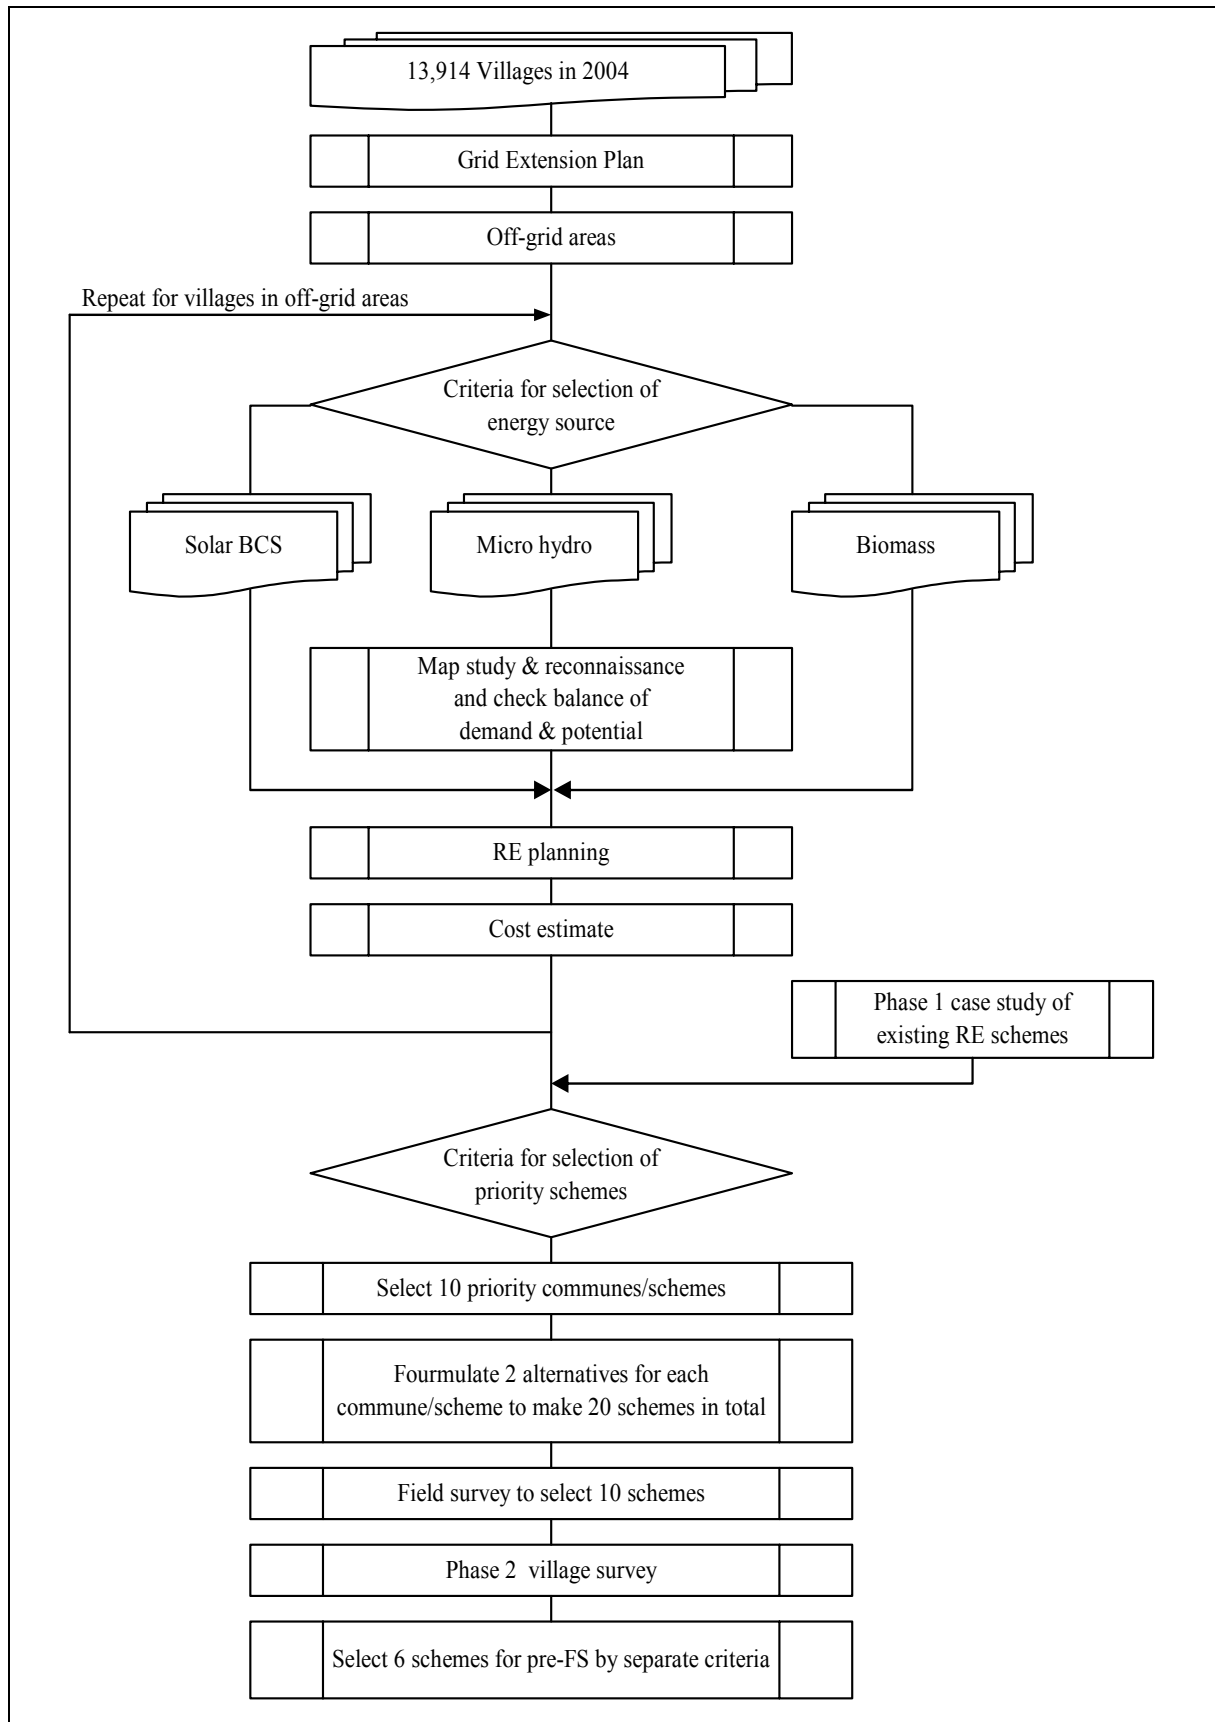 13,914 Villages in 2004
Grid Extension Plan
Off-grid areas
Repeat for villages in off-grid areas
Criteria for selection of
energy source
Solar BCS
Micro hydro
Biomass
Map study & reconnaissance
and check balance of
demand & potential
RE planning
Cost estimate
Phase 1 case study of
existing RE schemes
Criteria for selection of
priority schemes
Select 10 priority communes/schemes
Fourmulate 2 alternatives for each
commune/scheme to make 20 schemes in total
Field survey to select 10 schemes
Phase 2 village survey
Select 6 schemes for pre-FS by separate criteria